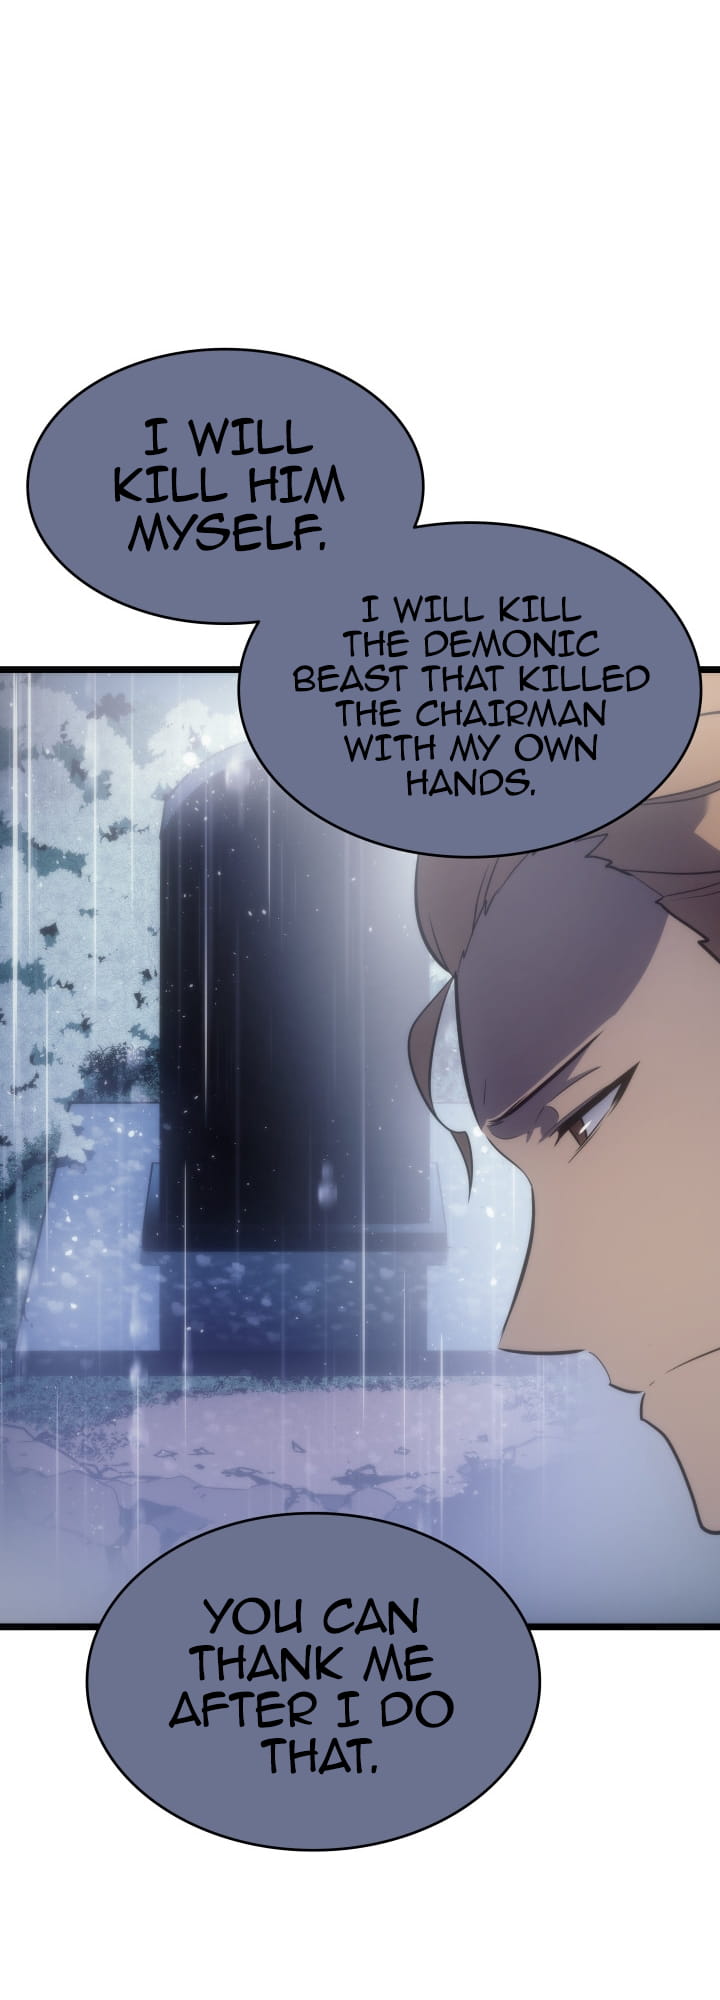 I WILL
KILL HIM
MYSELF.
I WILL KILL
THE DEMONIC
BEAST THAT KILLED
THE CHAIRMAN
WITH MY OWN
HANDS.
YOU CAN
THANK ME
AFTER I DO
THAT.